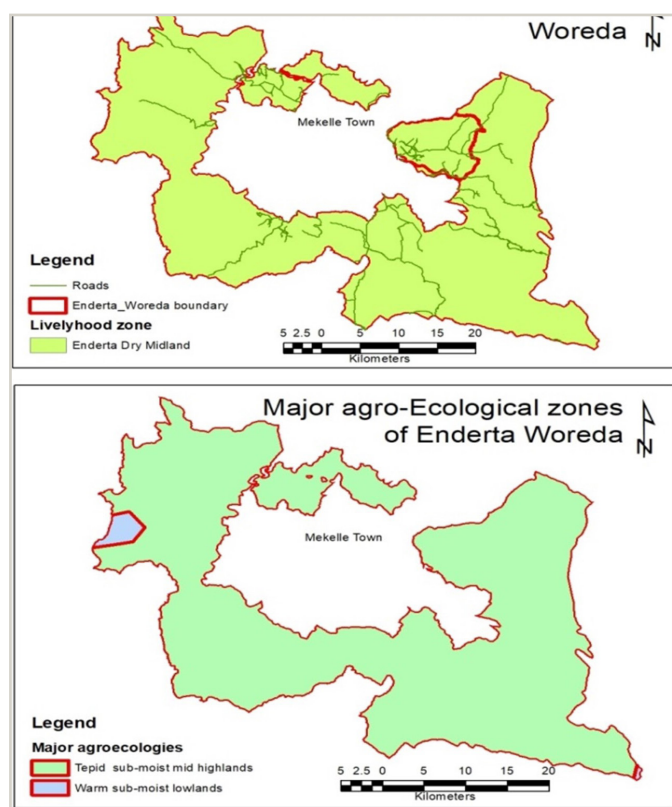 Woreda
N
Mekelle Town
Legend
Roads
Enderta_Woreda boundary
Livelyhood zone
Enderta Dry Midland
5 2.5 0 5 10 15 20
Kilometers
Major agro-Ecological zones
of Enderta Woreda
N
Mekelle Town
Legend
Major agroecologies
Tepid sub-moist mid highlands
Warm sub-moist lowlands
5 2.5 0 5 10 15 20
Kilometers